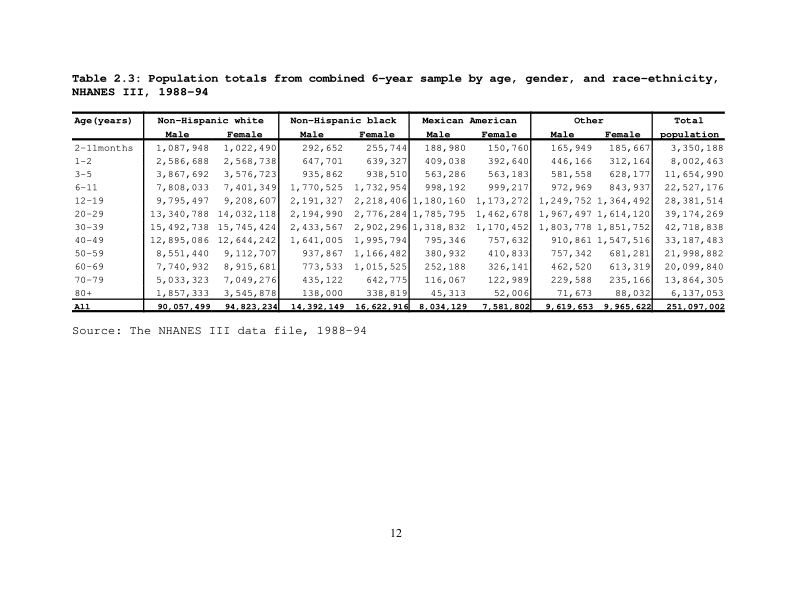 Table 2.3: Population totals from combined 6-year sample by age, gender, and race-ethnicity,
NHANES III, 1988-94
Age(years) Non-Hispanic white Non-Hispanic black Mexican American Other Total
Male Female Male Female Male Female Male Female population
2-11months 1,087,948 1,022,490 292,652 255,744 188,980 150,760 165,949 185,667 3,350,188
1-2 2,586,688 2,568,738 647,701 639,327 409,038 392,640 446,166 312,164 8,002,463
3-5 3,867,692 3,576,723 935,862 938,510 563,286 563,183 581,558 628,177 11,654,990
6-11 7,808,033 7,401,349 1,770,525 1,732,954 998,192 999,217 972,969 843,937 22,527,176
12-19 9,795,497 9,208,607 2,191,327 2,218,406 1,180,160 1,173,272 1,249,752 1,364,492 28,381,514
20-29 13,340,788 14,032,118 2,194,990 2,776,284 1,785,795 1,462,678 1,967,497 1,614,120 39,174,269
30-39 15,492,738 15,745,424 2,433,567 2,902,296 1,318,832 1,170,452 1,803,778 1,851,752 42,718,838
40-49 12,895,086 12,644,242 1,641,005 1,995,794 795,346 757,632 910,861 1,547,516 33,187,483
50-59 8,551,440 9,112,707 937,867 1,166,482 380,932 410,833 757,342 681,281 21,998,882
60-69 7,740,932 8,915,681 773,533 1,015,525 252,188 326,141 462,520 613,319 20,099,840
70-79 5,033,323 7,049,276 435,122 642,775 116,067 122,989 229,588 235,166 13,864,305
80+ 1,857,333 3,545,878 138,000 338,819 45,313 52,006 71,673 88,032 6,137,053
All 90,057,499 94,823,234 14,392,149 16,622,916 8,034,129 7,581,802 9,619,653 9,965,622 251,097,002
Source: The NHANES III data file, 1988-94
12